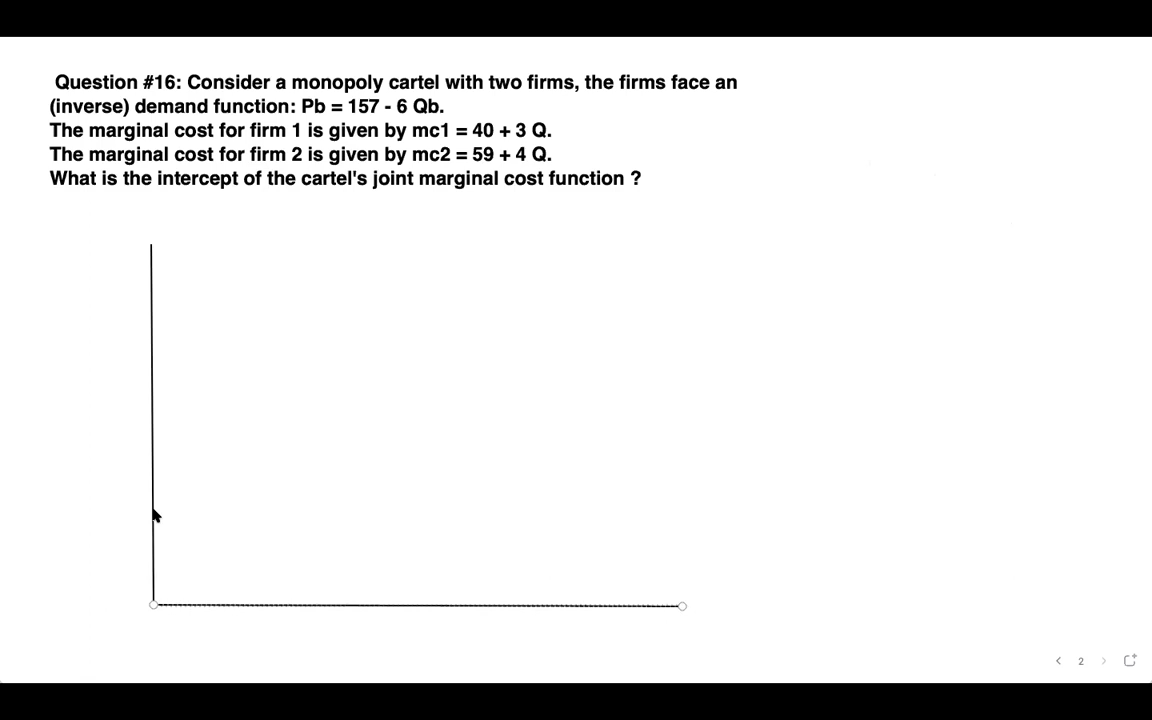 Question #16: Consider a monopoly cartel with two firms, the firms face an
(inverse) demand function: Pb = 157 - 6 Qb.
The marginal cost for firm 1 is given by mc1 = 40 + 3 Q.
The marginal cost for firm 2 is given by mc2 = 59 + 4 Q.
What is the intercept of the cartel's joint marginal cost function ?
2